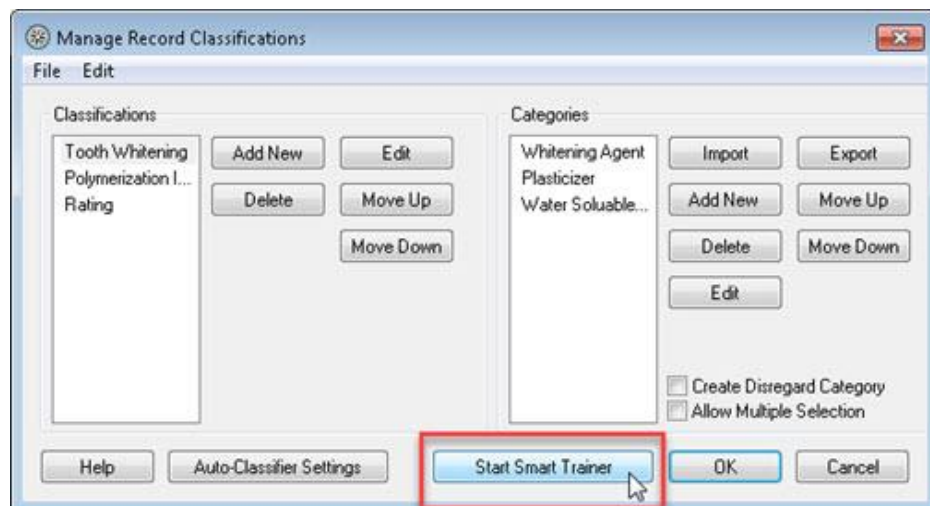 Manage Record Classifications
File Edit
Classifications
Categories
Tooth Whitening
Polymerization I...
Rating
Add New
Edit
Delete
Move Up
Move Down
Whitening Agent
Plasticizer
Water Soluable...
Import
Export
Add New
Move Up
Delete
Move Down
Edit
Create Disregard Category
Allow Multiple Selection
Help
Auto-Classifier Settings
Start Smart Trainer
OK
Cancel